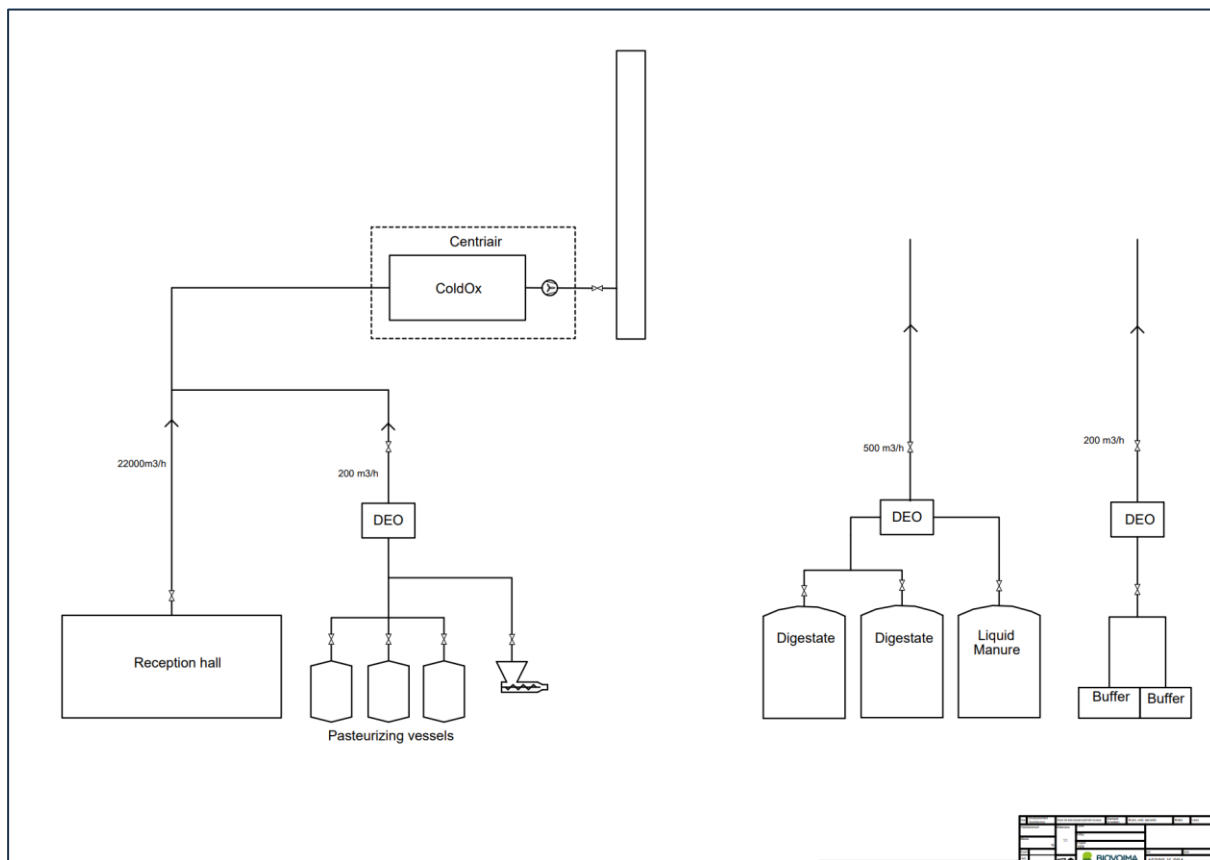 Centriair
ColdOx
22000m3/h
200 m3/h
500 m3/h
200 m3/h
DEO
DEO
DEO
Reception hall
Pasteurizing vessels
Digestate
Digestate
Liquid
Manure
Buffer
Buffer
BIOVOIMA